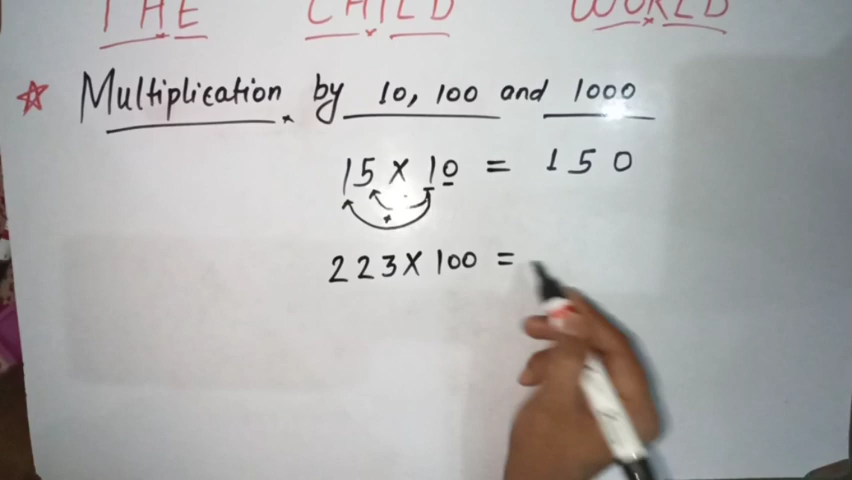 THE CHILD WORLD
Multiplication by 10, 100 and 1000
15 × 10 = 150
223 × 100 =